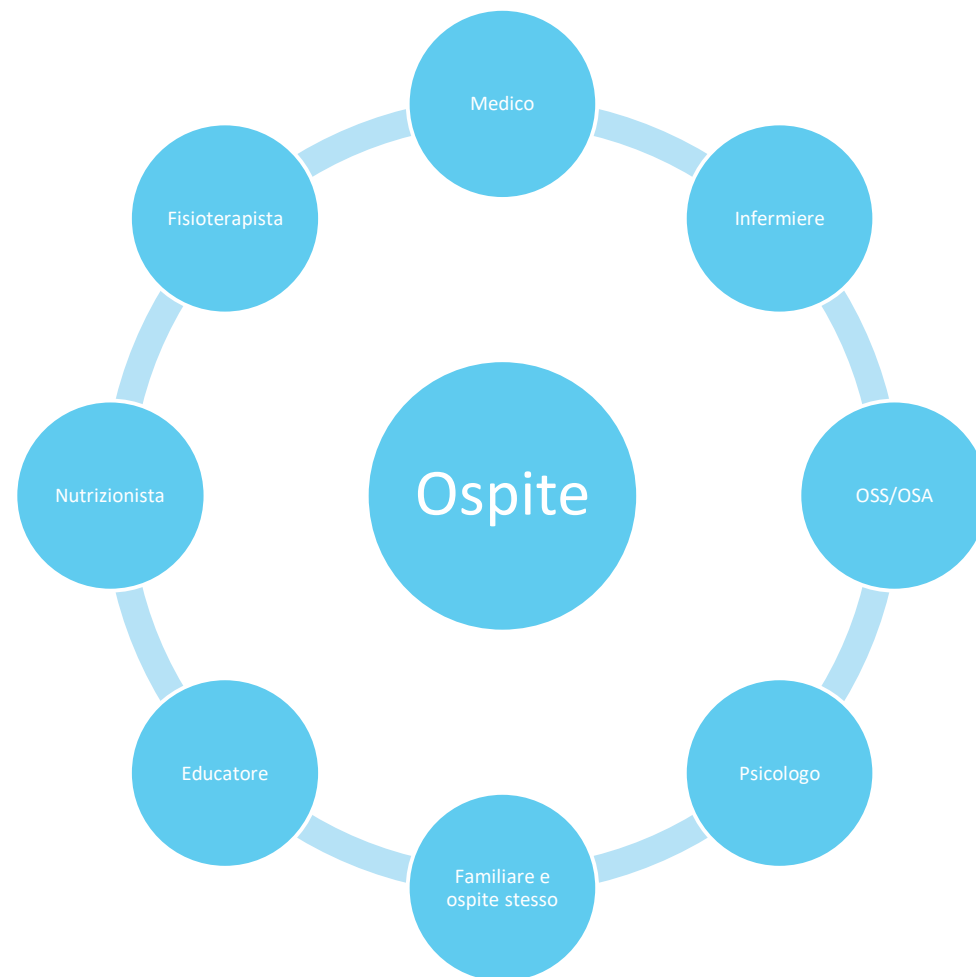 Medico
Fisioterapista
Infermiere
Nutrizionista
Ospite
OSS/OSA
Educatore
Psicologo
Familiare e
ospite stesso